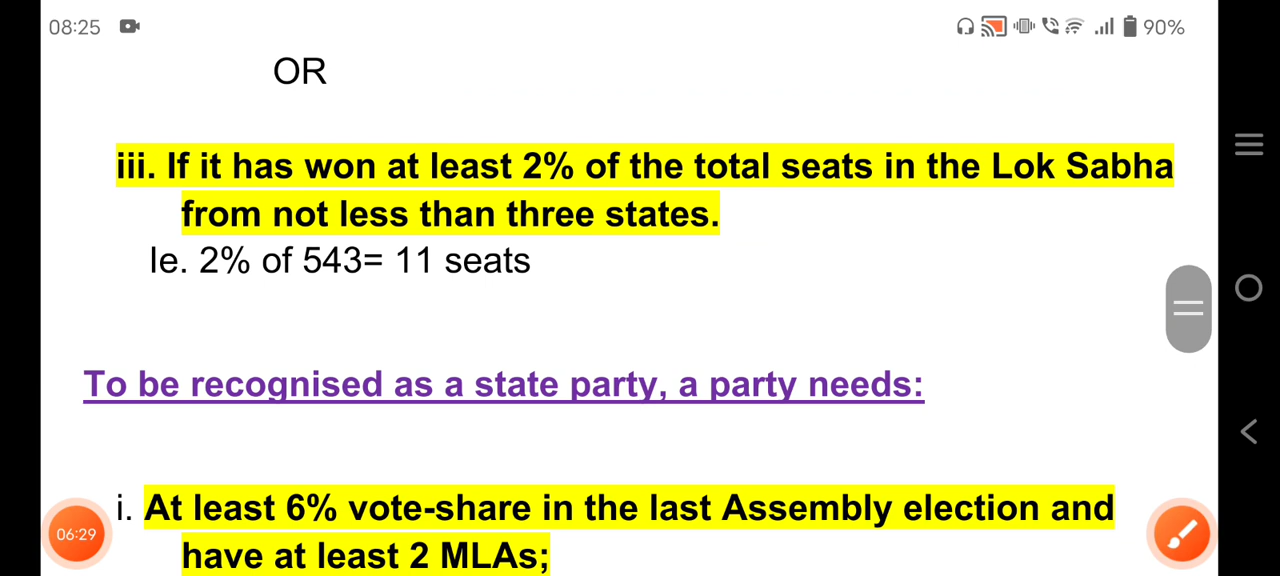 08:25
90%
OR
iii. If it has won at least 2% of the total seats in the Lok Sabha
from not less than three states.
Ie. 2% of 543= 11 seats
To be recognised as a state party, a party needs:
i. At least 6% vote-share in the last Assembly election and
have at least 2 MLAs;
06:29